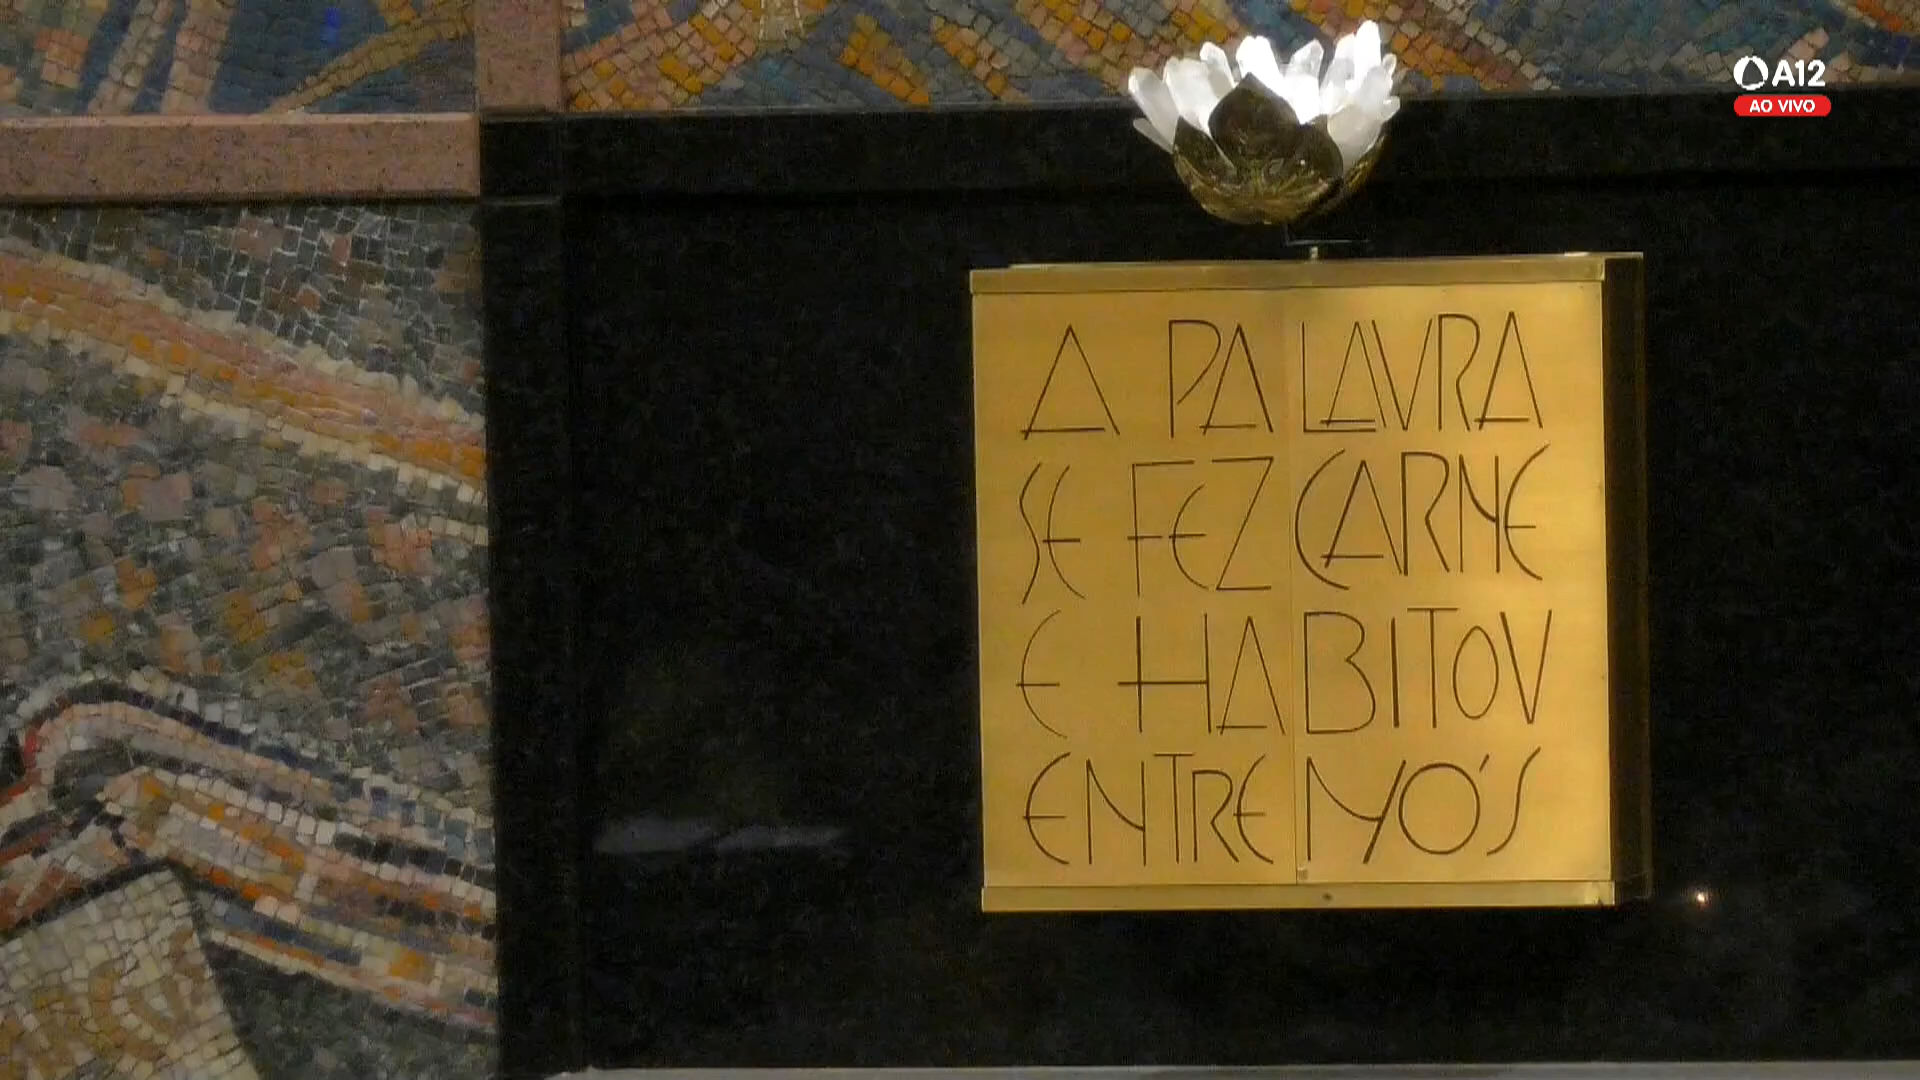 A12
AO VIVO
A PALAVRA
SE FEZ CARNE
E HABITOV
ENTRE NÓS